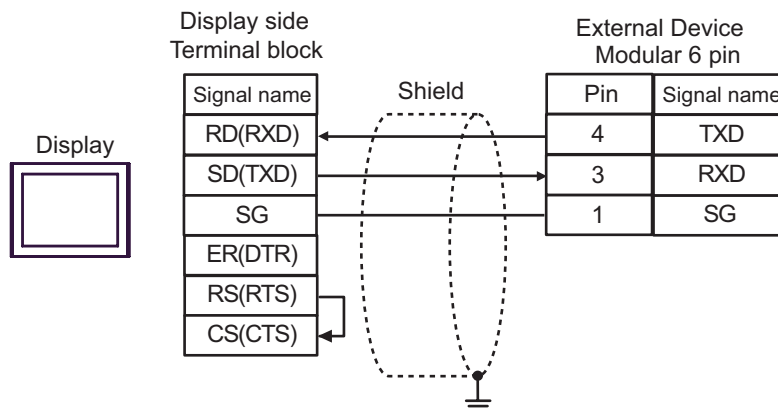 Display side
Terminal block
External Device
Modular 6 pin
Signal name
Shield
Pin
Signal name
Display
RD(RXD)
4
TXD
SD(TXD)
3
RXD
SG
1
SG
ER(DTR)
RS(RTS)
CS(CTS)